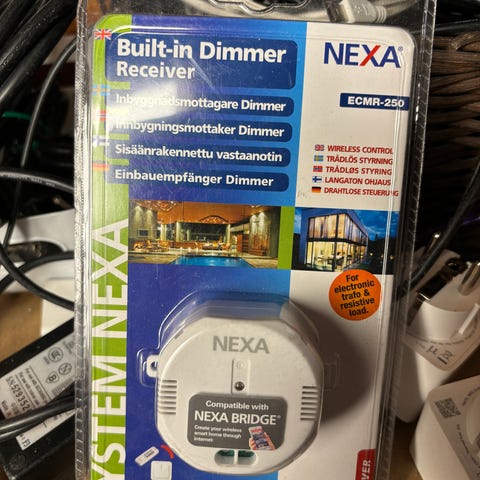 Built-in Dimmer
Receiver
NEXA®
ECMR-250
Inbyggnadsmottagare Dimmer
Innbygningsmottaker Dimmer
Sisäänrakennettu vastaanotin
Einbauempfänger Dimmer
WIRELESS CONTROL
TRÅDLÖS STYRNING
TRÅDLØS STYRING
LANGATON OHJAUS
DRAHTLOSE STEUERUNG
For
electronic
trafo &
resistive
load.
YSTEM NEXA
NEXA
Compatible with
NEXA BRIDGE®
Create your wireless
smart home through
internet
VER